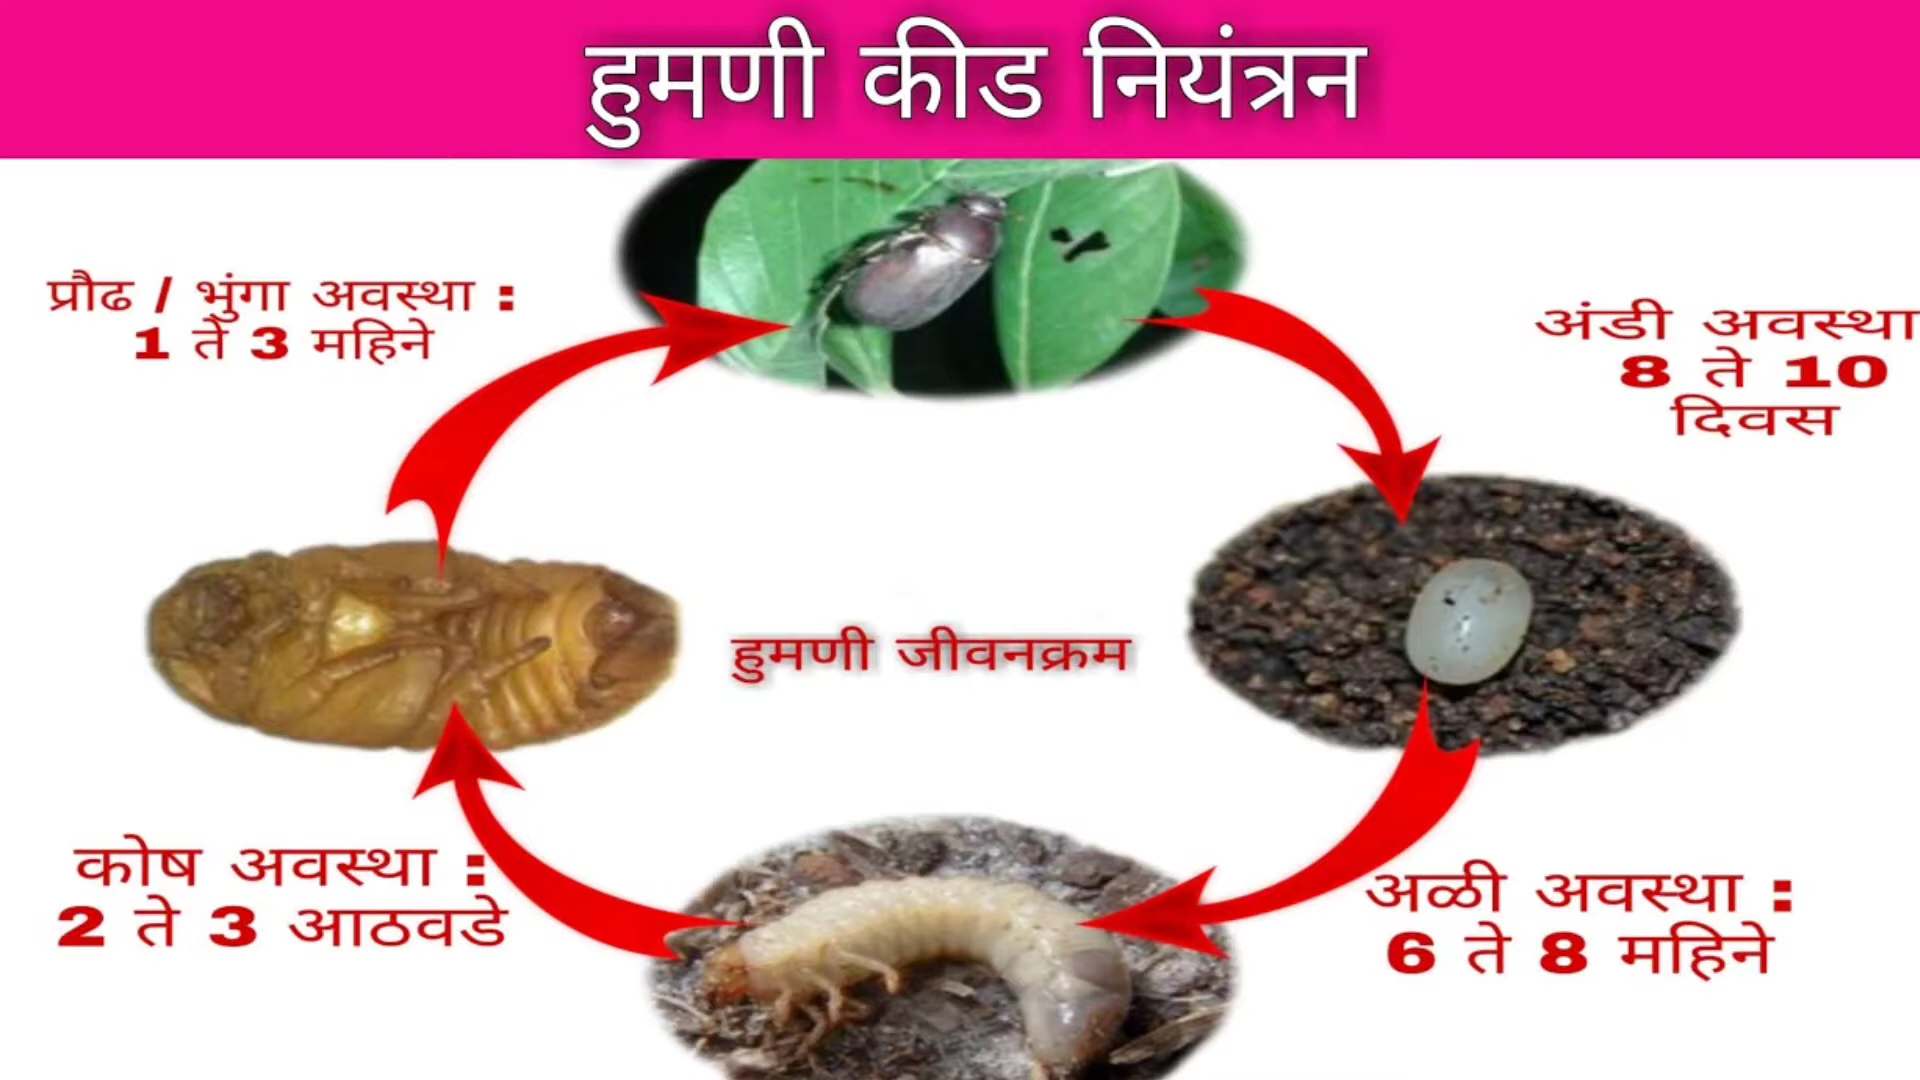 हुमणी कीड नियंत्रन
प्रौढ / भुंगा अवस्था :
1 ते 3 महिने
अंडी अवस्था
8 ते 10
दिवस
हुमणी जीवनक्रम
कोष अवस्था :
2 ते 3 आठवडे
अळी अवस्था :
6 ते 8 महिने